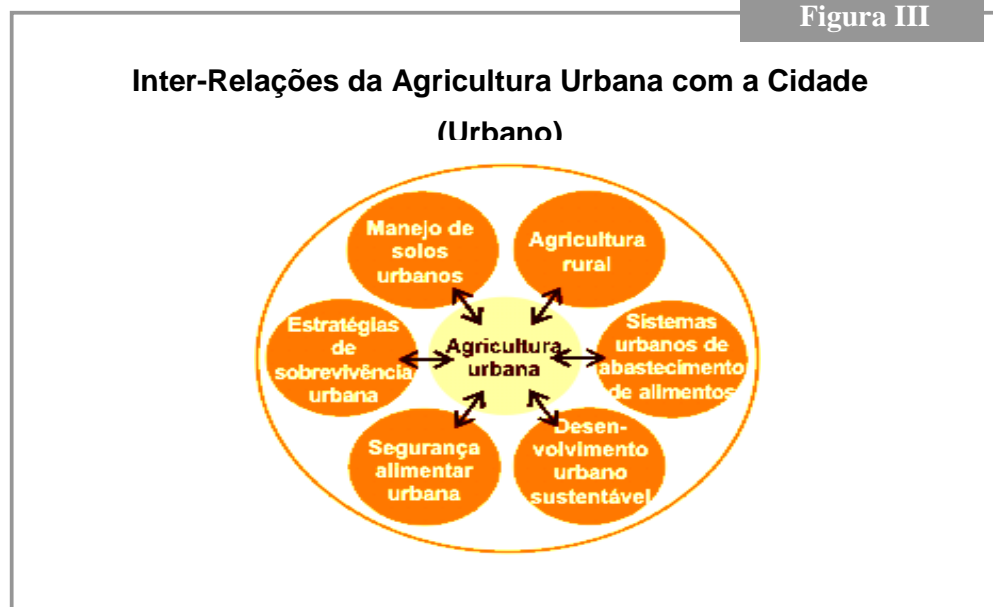 Figura III
Inter-Relações da Agricultura Urbana com a Cidade
(Urbano)
Manejo de
solos
urbanos
Agricultura
rural
Estratégias
de
sobrevivência
urbana
Agricultura
urbana
Sistemas
urbanos de
abastecimento
de alimentos
Segurança
alimentar
urbana
Desen-
volvimento
urbano
sustentável